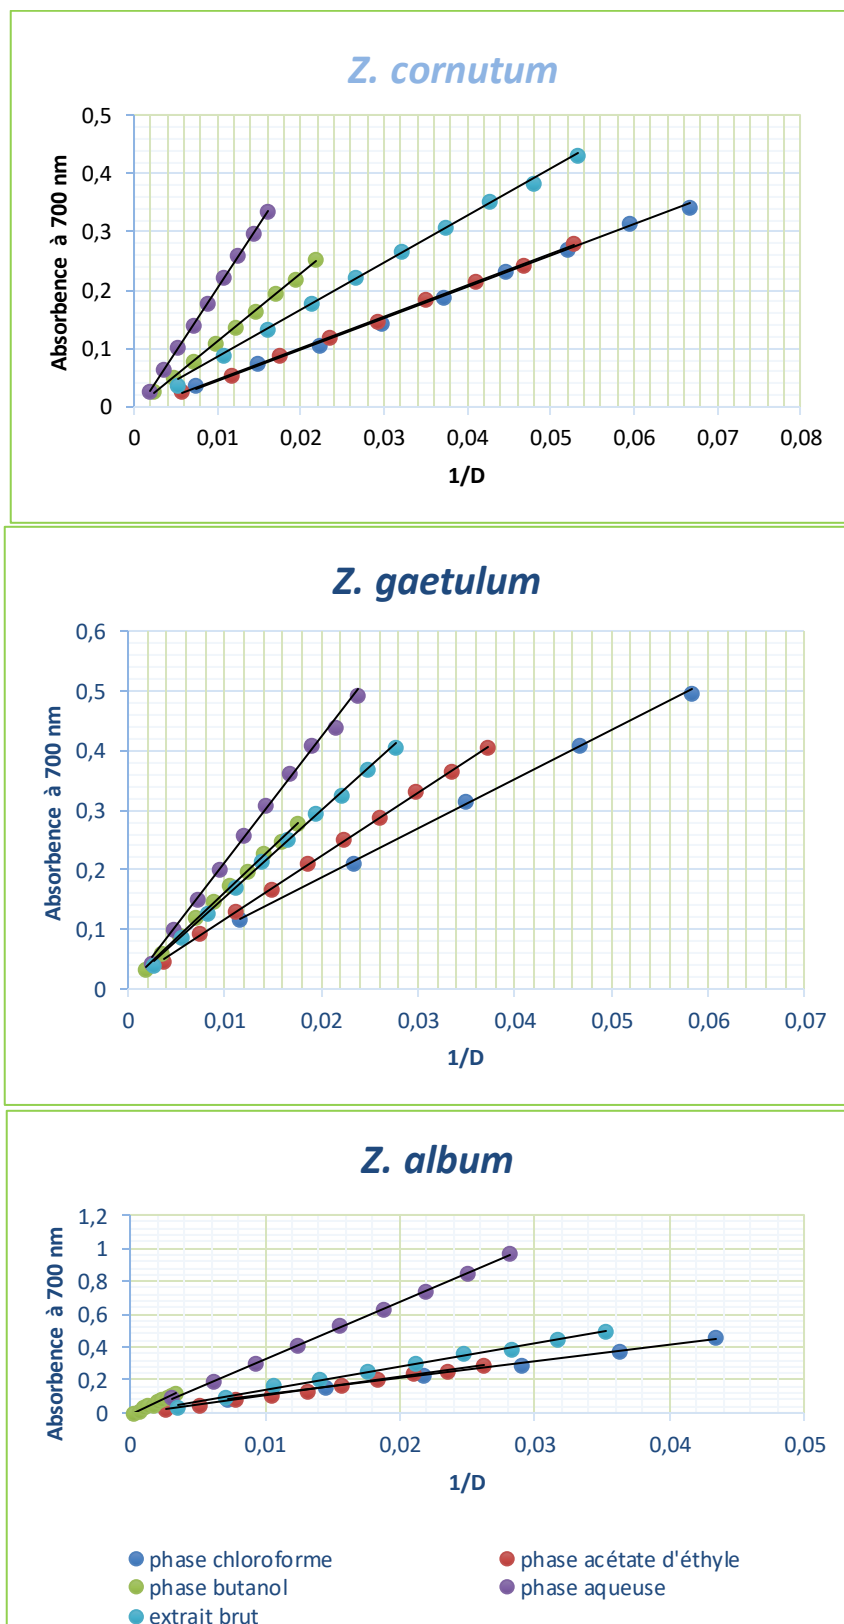 Z. cornutum
Absorbence à 700 nm
0,5
0,4
0,3
0,2
0,1
0
0 0,01 0,02 0,03 0,04 0,05 0,06 0,07 0,08
1/D
Z. gaetulum
Absorbence à 700 nm
0,6
0,5
0,4
0,3
0,2
0,1
0
0 0,01 0,02 0,03 0,04 0,05 0,06 0,07
1/D
Z. album
Absorbence à 700 nm
1,2
1
0,8
0,6
0,4
0,2
0
0 0,01 0,02 0,03 0,04 0,05
1/D
phase chloroforme phase acétate d'éthyle
phase butanol phase aqueuse
extrait brut